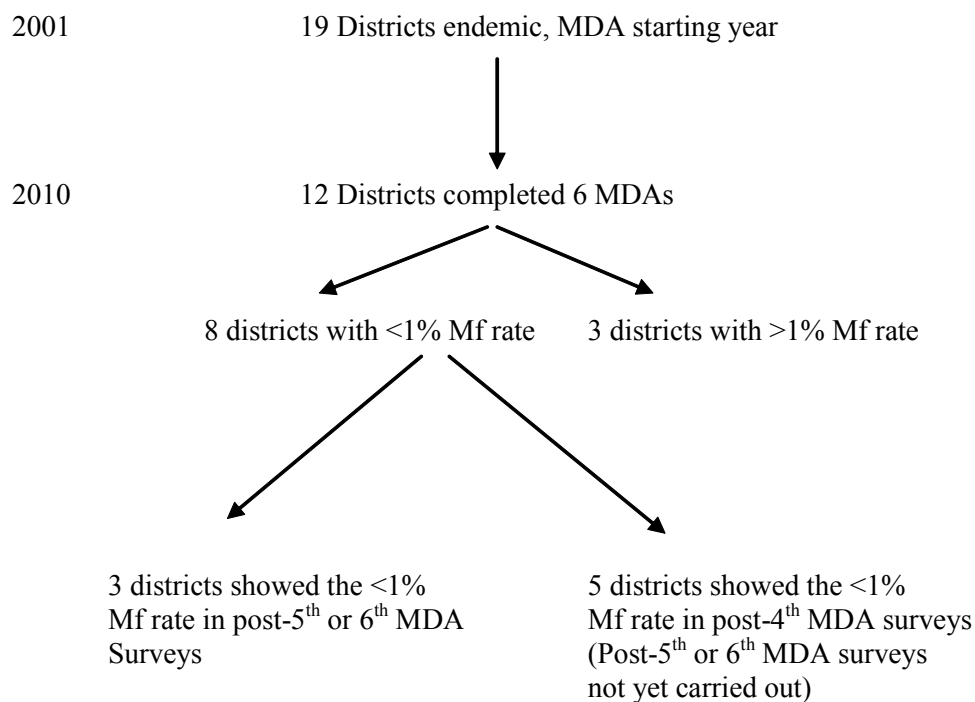 2001 19 Districts endemic, MDA starting year
2010 12 Districts completed 6 MDAs
8 districts with <1% Mf rate 3 districts with >1% Mf rate
3 districts showed the <1%
Mf rate in post-5th or 6th MDA
Surveys
5 districts showed the <1%
Mf rate in post-4th MDA surveys
(Post-5th or 6th MDA surveys
not yet carried out)